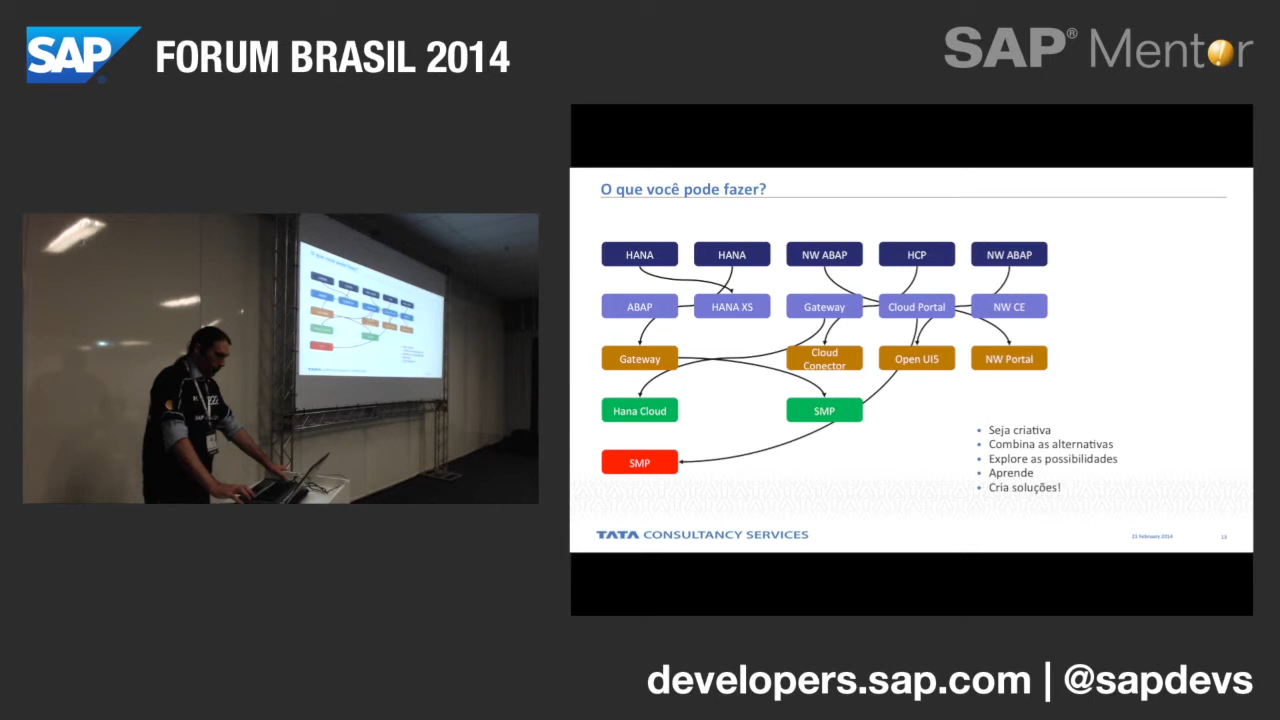 SAP FORUM BRASIL 2014
SAP® Mentor
O que você pode fazer?
HANA HANA NW ABAP HCP NW ABAP
ABAP HANA XS Gateway Cloud Portal NW CE
Gateway Cloud Conector Open UI5 NW Portal
Hana Cloud SMP
SMP
• Seja criativa
• Combina as alternativas
• Explore as possibilidades
• Aprende
• Cria soluções!
TATA CONSULTANCY SERVICES
21 February 2014
13
developers.sap.com | @sapdevs